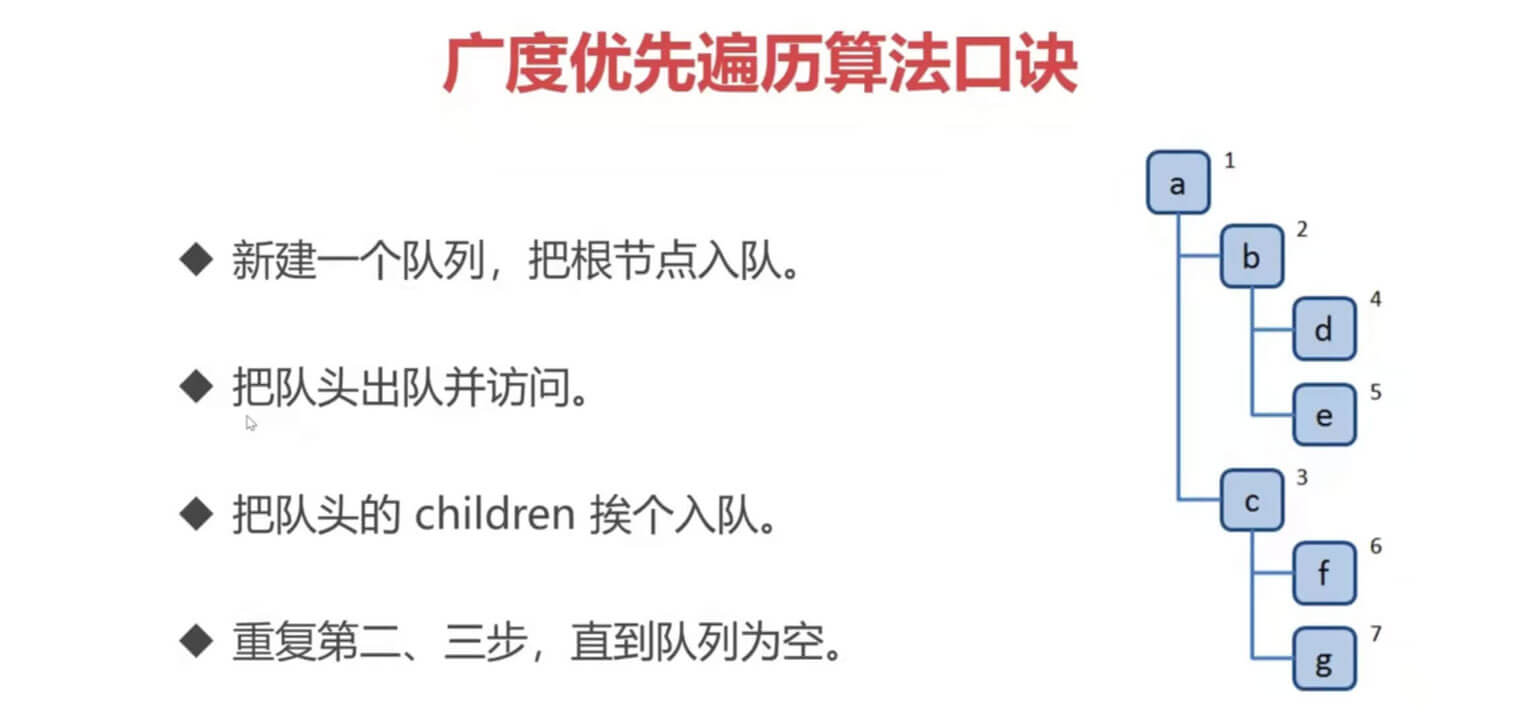 广度优先遍历算法口诀
◆ 新建一个队列，把根节点入队。
◆ 把队头出队并访问。
◆ 把队头的 children 挨个入队。
◆ 重复第二、三步，直到队列为空。
a 1
b 2
d 4
e 5
c 3
f 6
g 7